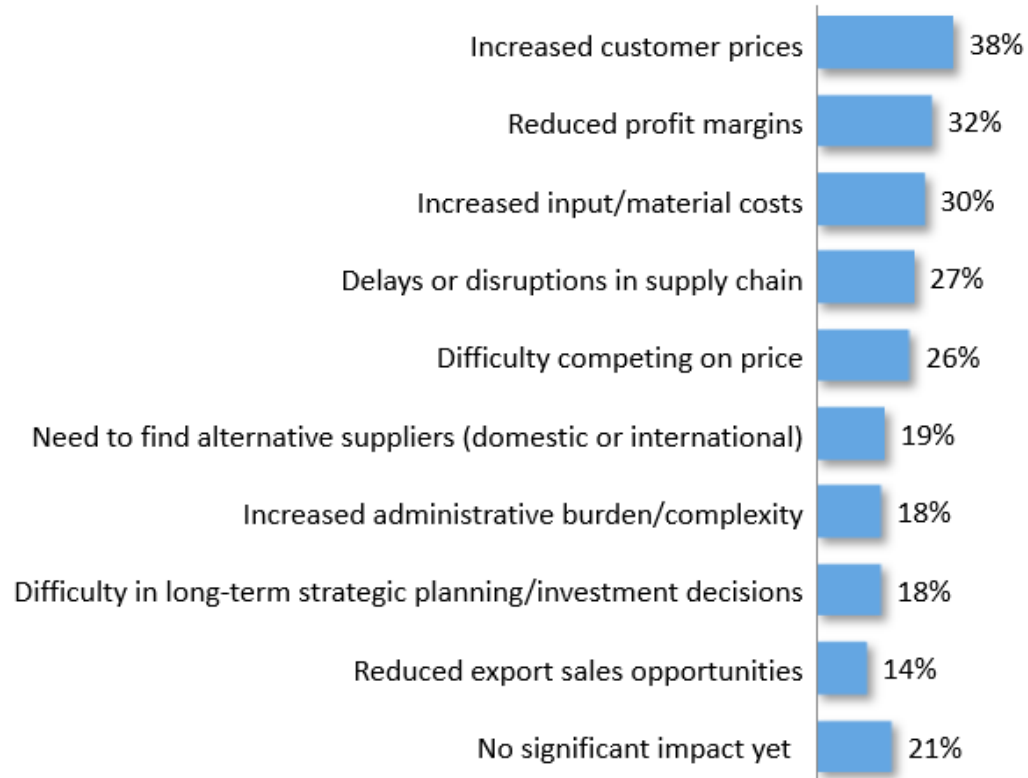 Increased customer prices 38%
Reduced profit margins 32%
Increased input/material costs 30%
Delays or disruptions in supply chain 27%
Difficulty competing on price 26%
Need to find alternative suppliers (domestic or international) 19%
Increased administrative burden/complexity 18%
Difficulty in long-term strategic planning/investment decisions 18%
Reduced export sales opportunities 14%
No significant impact yet 21%